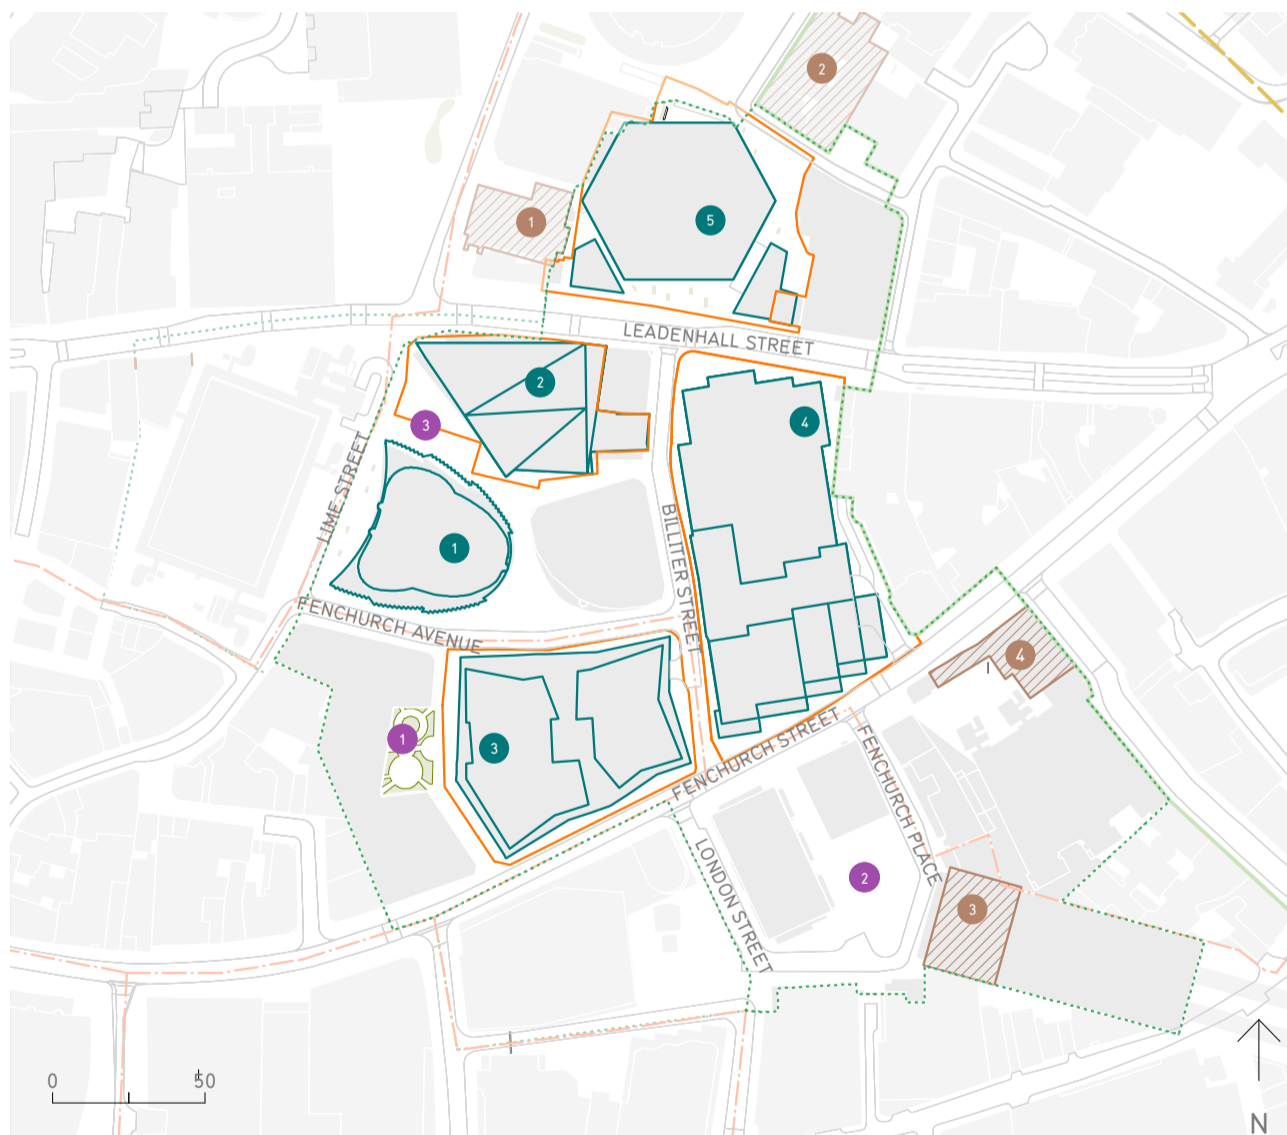 2
1
5
LEADENHALL STREET
2
3
4
LIME STREET
1
BILLITER STREET
FENCHURCH AVENUE
4
1
3
FENCHURCH STREET
FENCHURCH PLACE
LONDON STREET
2
3
0
50
N